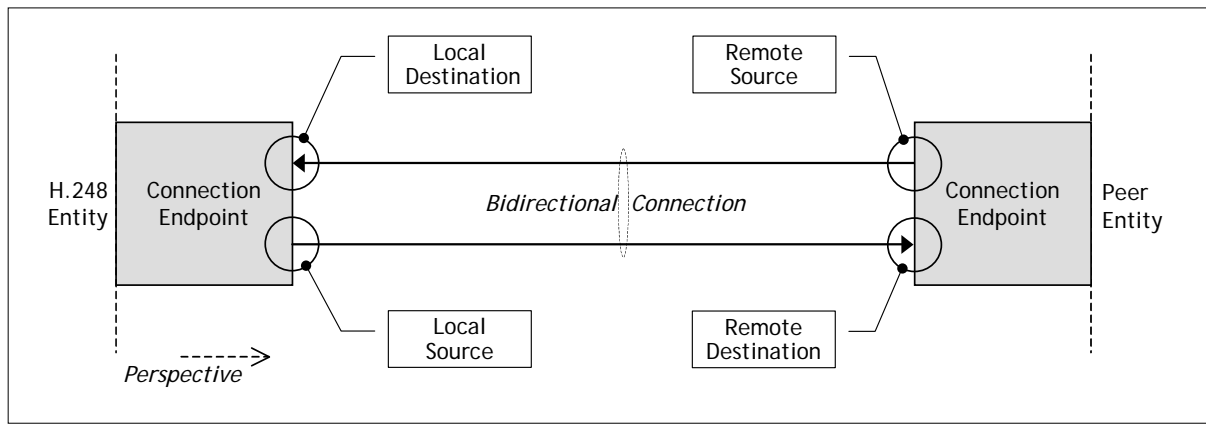 Local
Destination
Remote
Source
H.248
Entity
Connection
Endpoint
Bidirectional Connection
Connection
Endpoint
Peer
Entity
Local
Source
Remote
Destination
Perspective